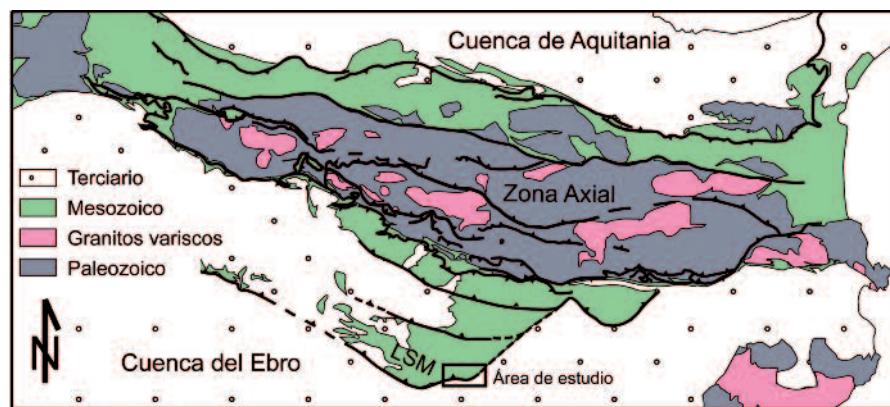 Cuenca de Aquitania
Terciario
Mesozoico
Granitos variscos
Paleozoico
Zona Axial
N
Cuenca del Ebro
LSM
Área de estudio